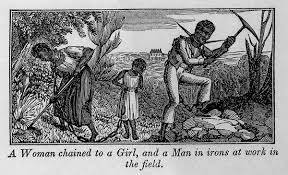 A Woman chained to a Girl, and a Man in irons at work in
the field.